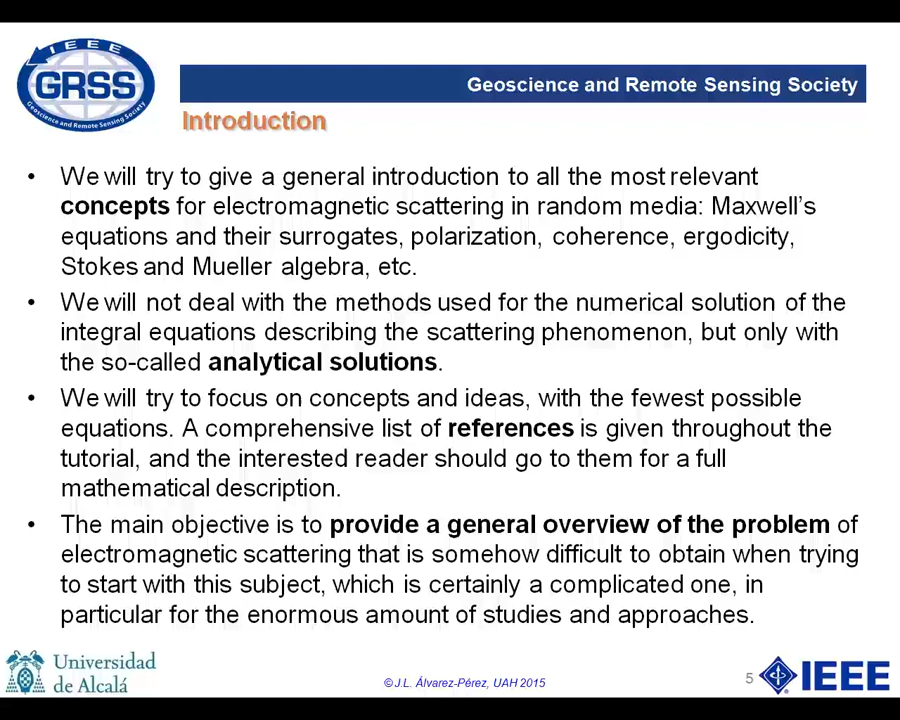 IEEE
GRSS
Geoscience and Remote Sensing Society
Geoscience and Remote Sensing Society
Introduction
• We will try to give a general introduction to all the most relevant
concepts for electromagnetic scattering in random media: Maxwell’s
equations and their surrogates, polarization, coherence, ergodicity,
Stokes and Mueller algebra, etc.
• We will not deal with the methods used for the numerical solution of the
integral equations describing the scattering phenomenon, but only with
the so-called analytical solutions.
• We will try to focus on concepts and ideas, with the fewest possible
equations. A comprehensive list of references is given throughout the
tutorial, and the interested reader should go to them for a full
mathematical description.
• The main objective is to provide a general overview of the problem of
electromagnetic scattering that is somehow difficult to obtain when trying
to start with this subject, which is certainly a complicated one, in
particular for the enormous amount of studies and approaches.
Universidad
de Alcalá
© J.L. Álvarez-Pérez, UAH 2015
5
IEEE